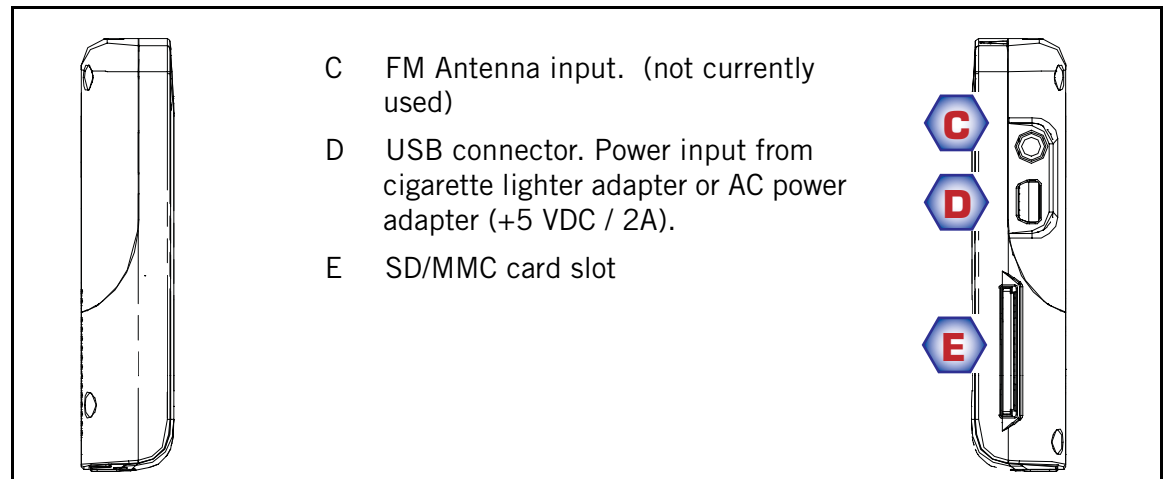 C FM Antenna input. (not currently
used)
D USB connector. Power input from
cigarette lighter adapter or AC power
adapter (+5 VDC / 2A).
E SD/MMC card slot
C
D
E